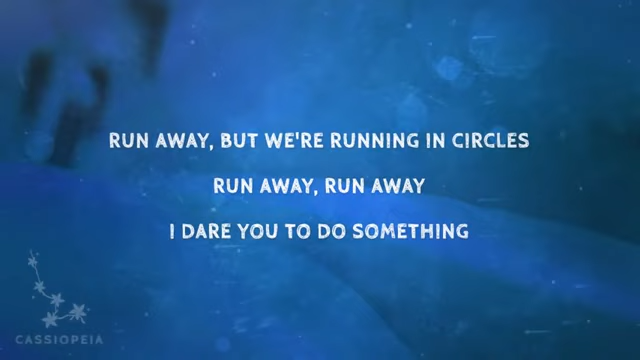 RUN AWAY, BUT WE'RE RUNNING IN CIRCLES
RUN AWAY, RUN AWAY
I DARE YOU TO DO SOMETHING
CASSIOPEIA